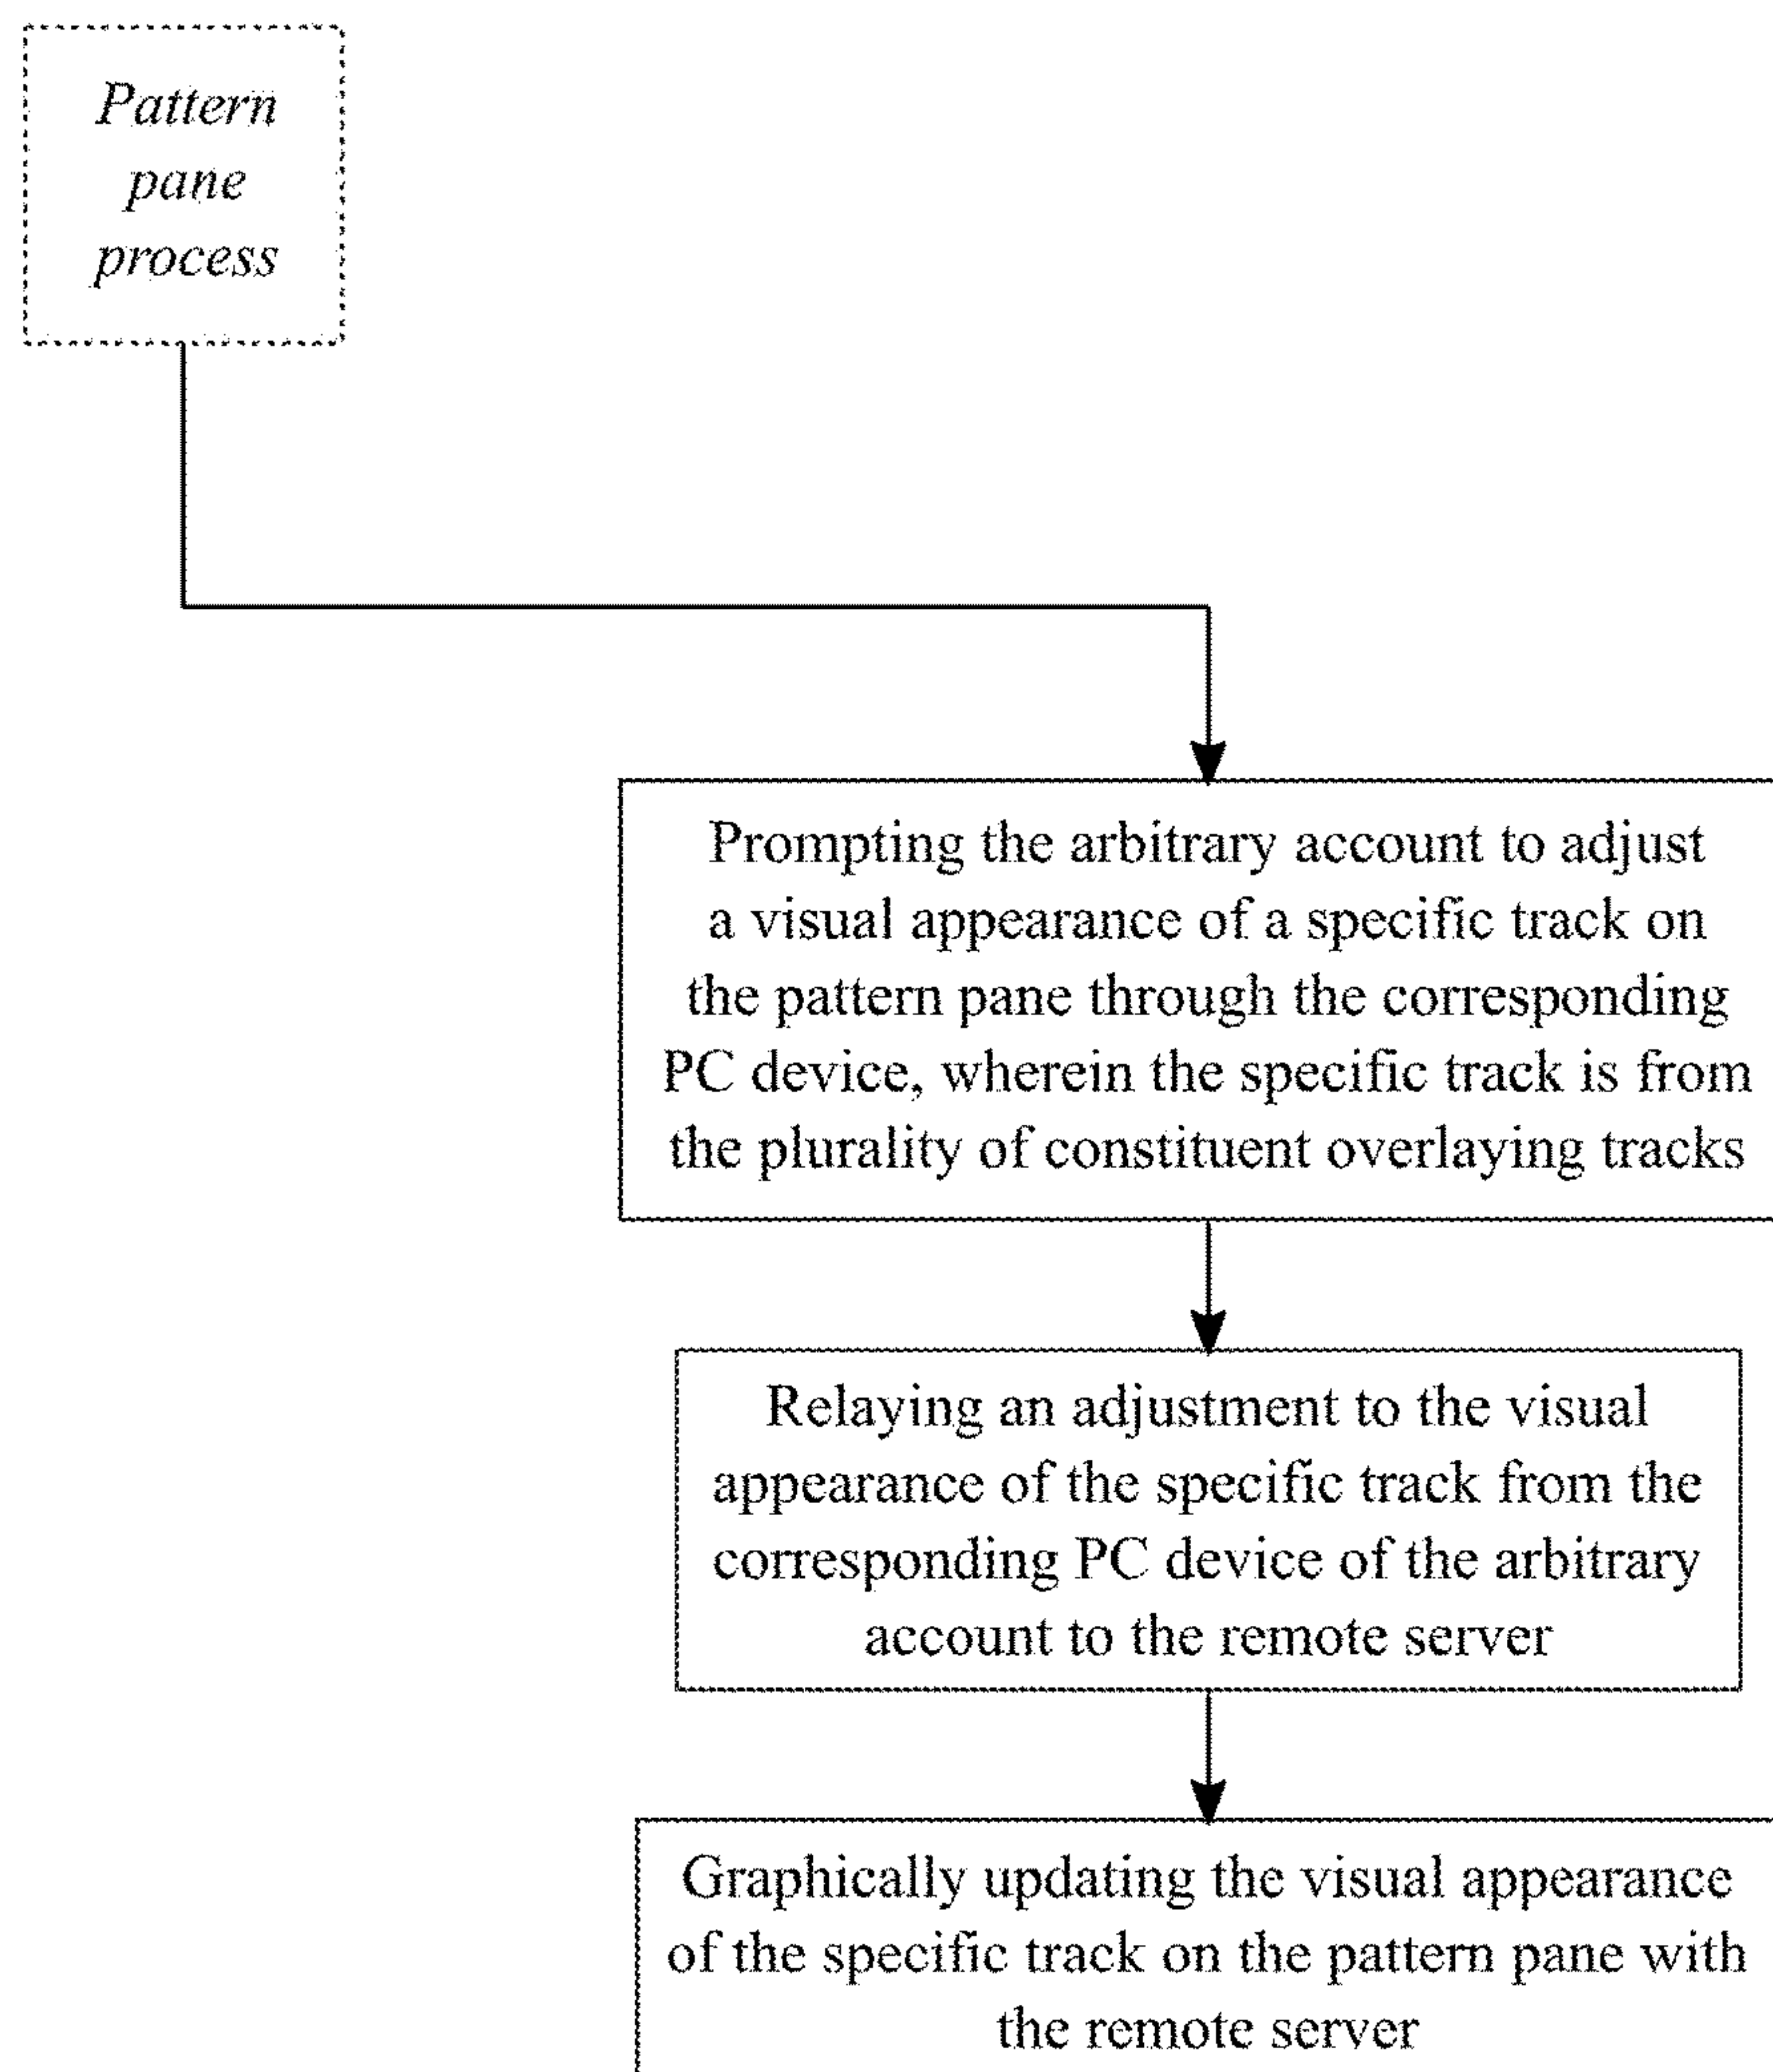 Pattern
pane
process
Prompting the arbitrary account to adjust
a visual appearance of a specific track on
the pattern pane through the corresponding
PC device, wherein the specific track is from
the plurality of constituent overlaying tracks
Relaying an adjustment to the visual
appearance of the specific track from the
corresponding PC device of the arbitrary
account to the remote server
Graphically updating the visual appearance
of the specific track on the pattern pane with
the remote server